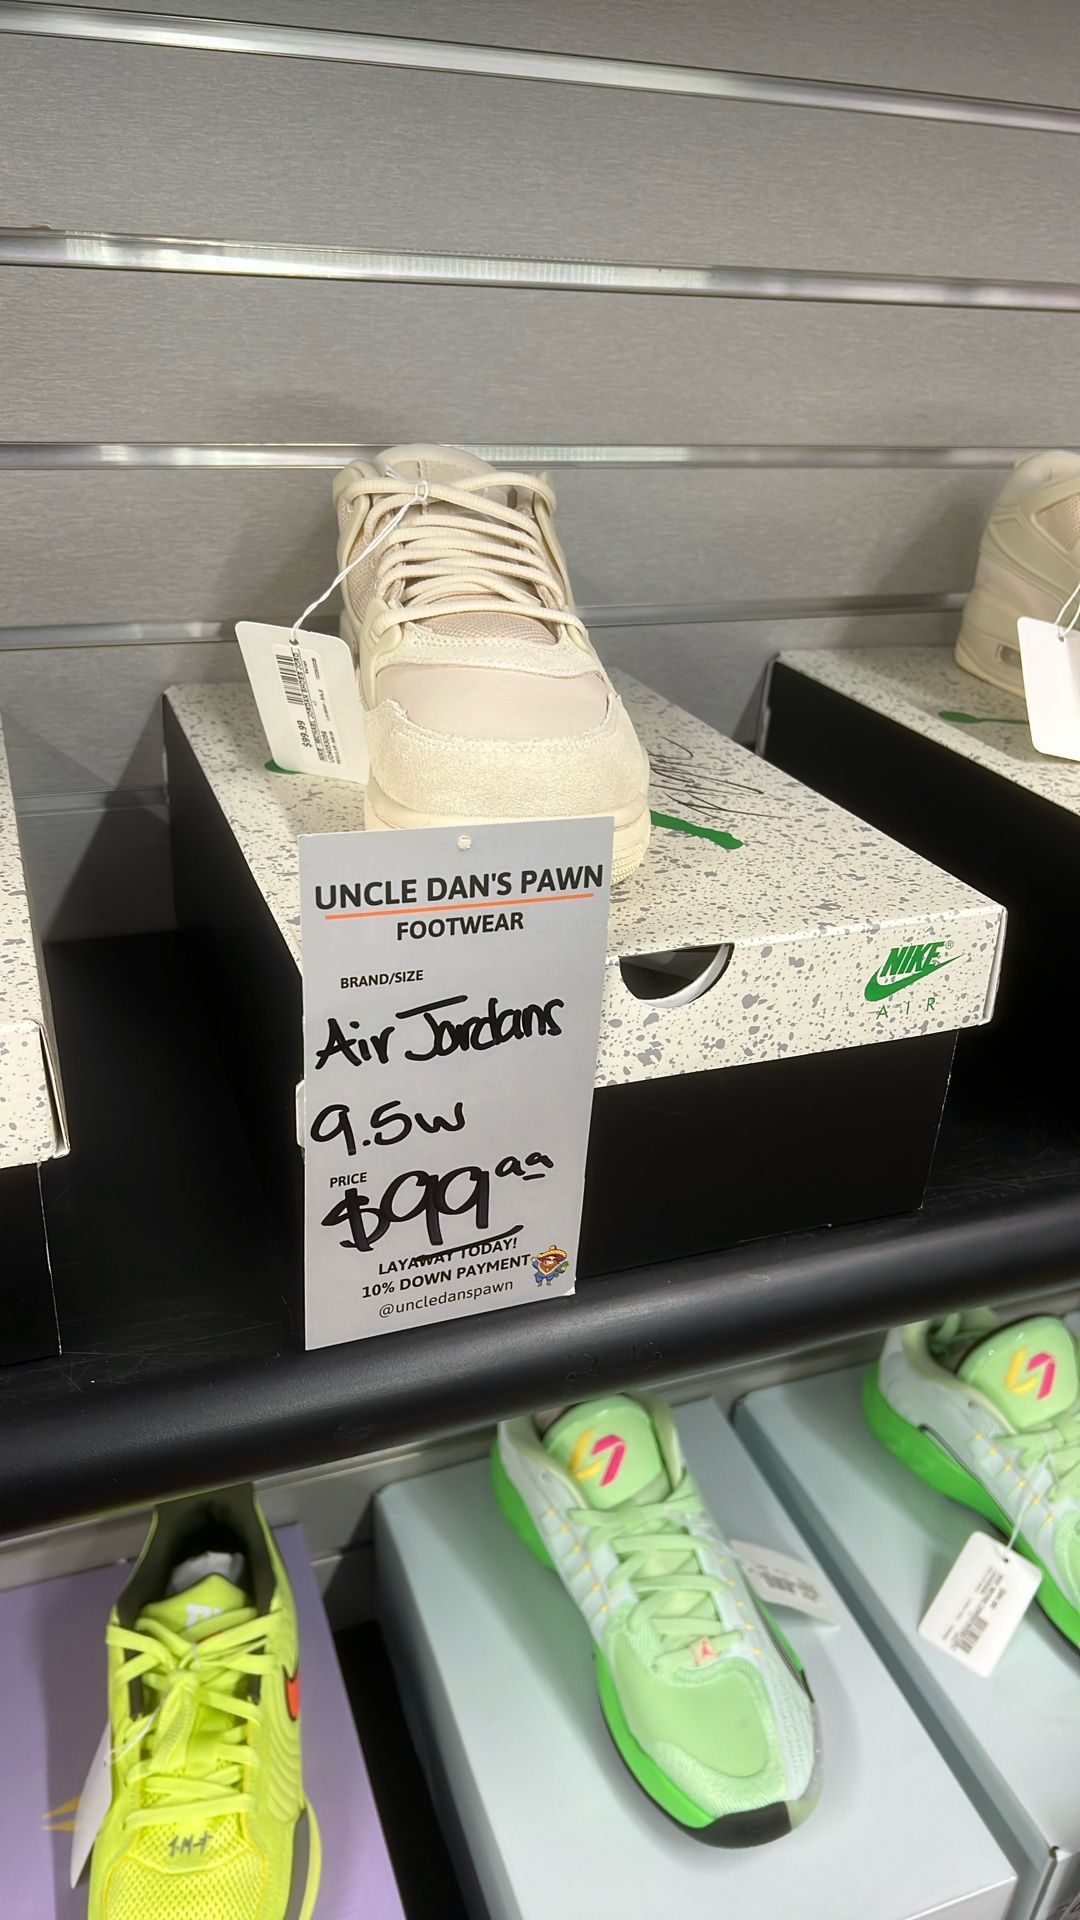 $99.99
UNCLE DAN'S PAWN
FOOTWEAR
BRAND/SIZE
Air Jordans
9.5W
PRICE
$99.99
LAYAWAY TODAY!
10% DOWN PAYMENT
@uncledanspawn
NIKE®
AIR